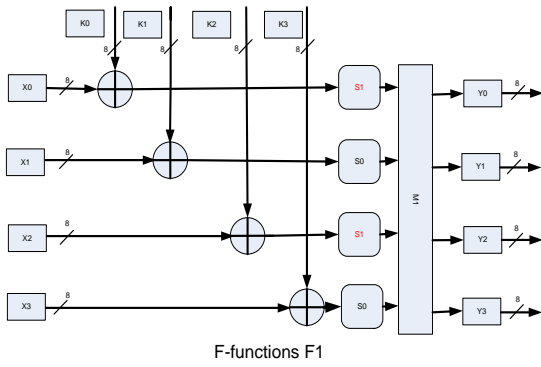 K0 K1 K2 K3
8 8 8 8
X0 8 S1 Y0 8
X1 8 S0 Y1 8
M1
X2 8 S1 Y2 8
X3 8 S0 Y3 8
F-functions F1